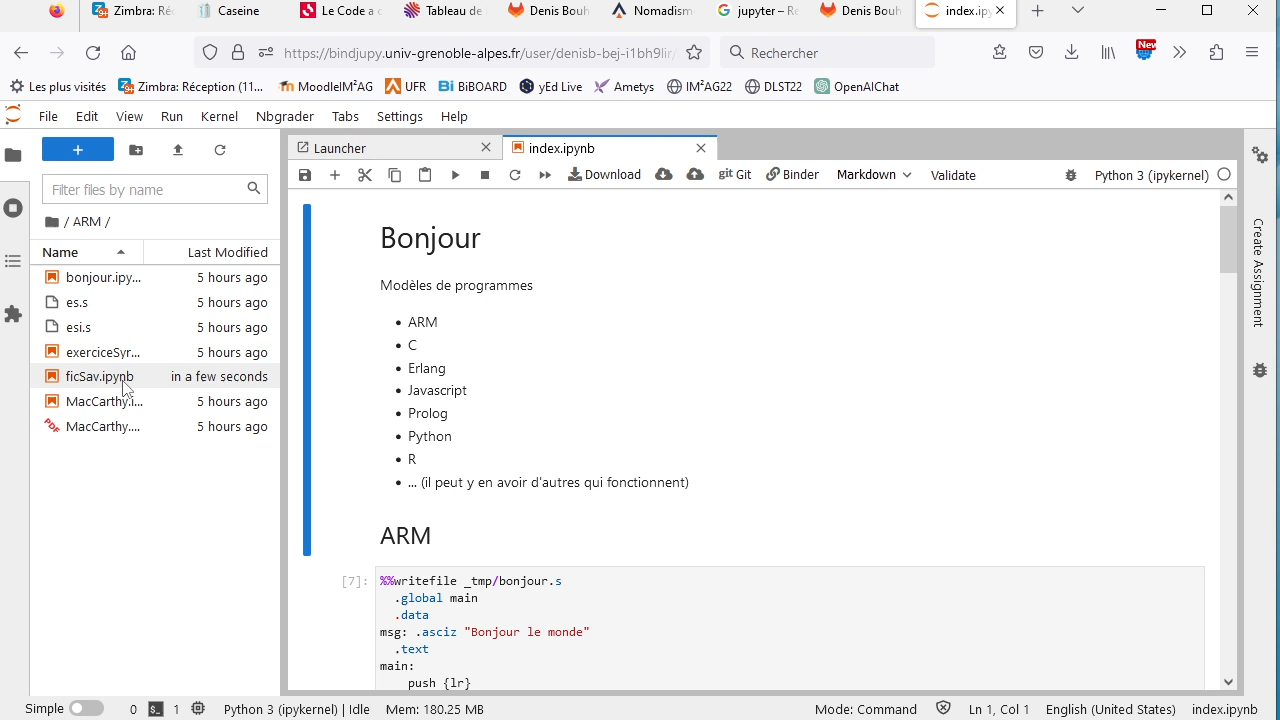 Zimbra: Ré
Caseine
Le Code a c
Tableau de
Denis Bouh
Nomadism
jupyter – Re
Denis Bouh
index.ipy
https://bindjupy.univ-grenoble-alpes.fr/user/denisb-bej-i1bh9lir/
Rechercher
New
Les plus visités
Zimbra: Réception (11...
MoodleIM²AG
UFR
BiBOARD
yEd Live
Ametys
IM²AG22
DLST22
OpenAIChat
File Edit View Run Kernel Nbgrader Tabs Settings Help
Launcher
index.ipynb
Download
git Git
Binder
Markdown
Validate
Python 3 (ipykernel)
Filter files by name
/ ARM /
Name Last Modified
bonjour.ipy... 5 hours ago
es.s 5 hours ago
esi.s 5 hours ago
exerciceSyr... 5 hours ago
ficSav.ipynb in a few seconds
MacCarthy.i... 5 hours ago
MacCarthy.... 5 hours ago
Bonjour
Modèles de programmes
• ARM
• C
• Erlang
• Javascript
• Prolog
• Python
• R
• ... (il peut y en avoir d'autres qui fonctionnent)
ARM
[7]: %%writefile _tmp/bonjour.s
.global main
.data
msg: .asciz "Bonjour le monde"
.text
main:
push {lr}
Create Assignment
Simple 0 1 Python 3 (ipykernel) | Idle Mem: 180.25 MB
Mode: Command Ln 1, Col 1 English (United States) index.ipynb